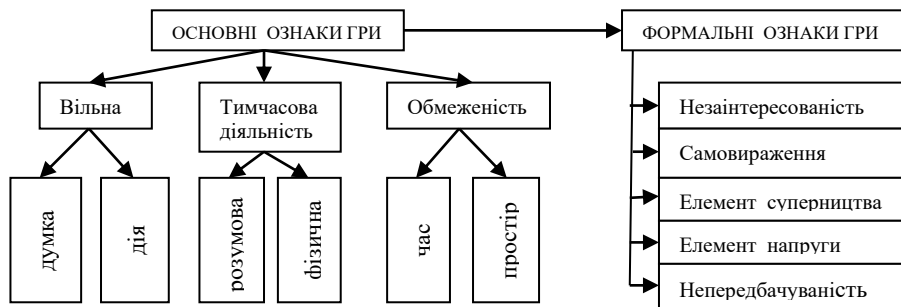 ОСНОВНІ ОЗНАКИ ГРИ
ФОРМАЛЬНІ ОЗНАКИ ГРИ
Вільна
Тимчасова
діяльність
Обмеженість
думка
дія
розумова
фізична
час
простір
Незаінтересованість
Самовираження
Елемент суперництва
Елемент напруги
Непередбачуваність